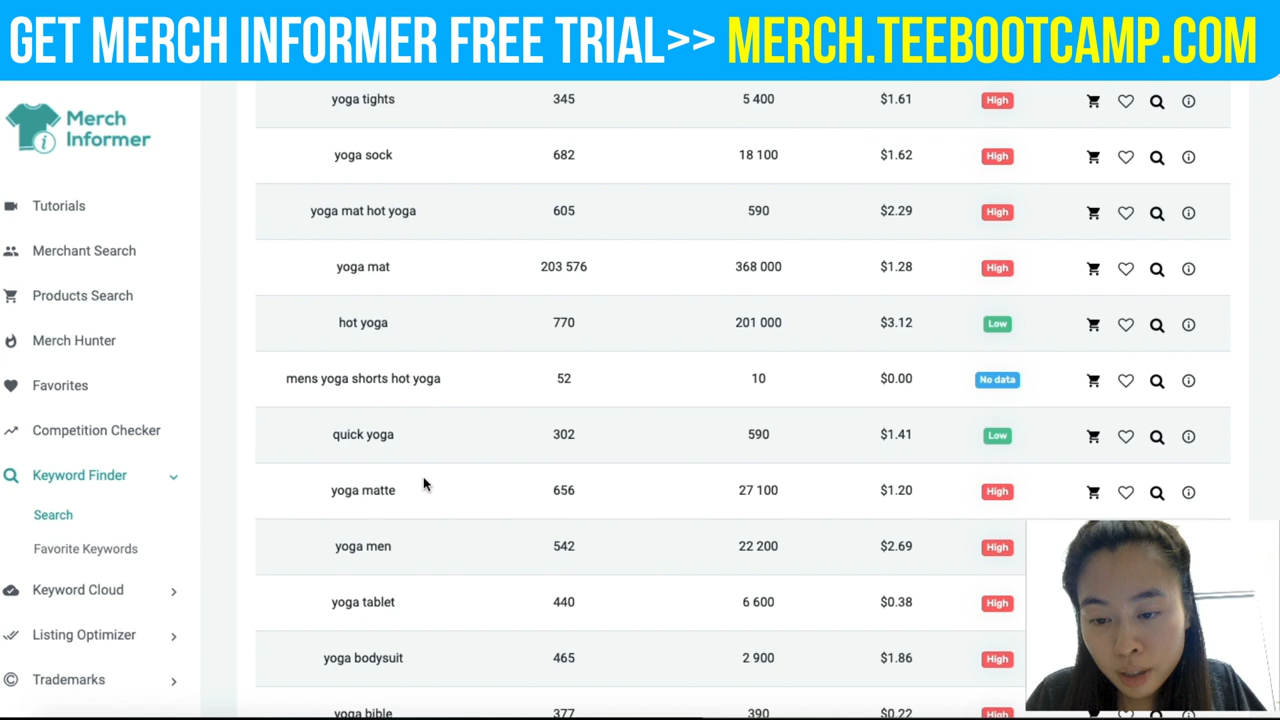 GET MERCH INFORMER FREE TRIAL>> MERCH.TEEBOOTCAMP.COM
Merch
Informer
Tutorials
Merchant Search
Products Search
Merch Hunter
Favorites
Competition Checker
Keyword Finder
Search
Favorite Keywords
Keyword Cloud
Listing Optimizer
Trademarks
yoga tights 345 5 400 $1.61 High
yoga sock 682 18 100 $1.62 High
yoga mat hot yoga 605 590 $2.29 High
yoga mat 203 576 368 000 $1.28 High
hot yoga 770 201 000 $3.12 Low
mens yoga shorts hot yoga 52 10 $0.00 No data
quick yoga 302 590 $1.41 Low
yoga matte 656 27 100 $1.20 High
yoga men 542 22 200 $2.69 High
yoga tablet 440 6 600 $0.38 High
yoga bodysuit 465 2 900 $1.86 High
yoga bible 377 390 $0.22 High